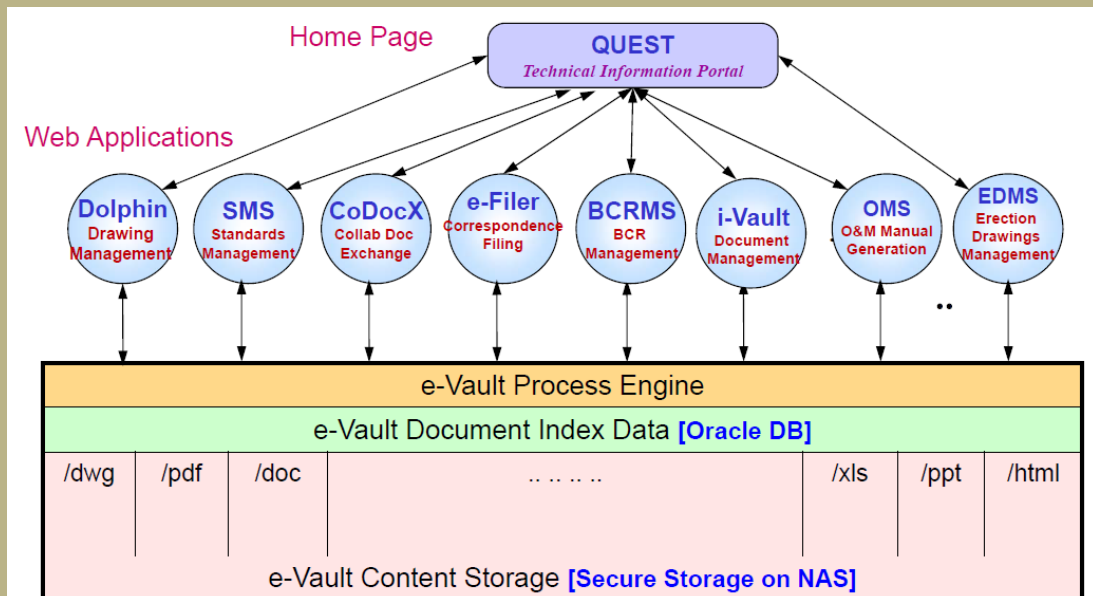 Home Page
QUEST
Technical Information Portal
Web Applications
Dolphin
Drawing
Management
SMS
Standards
Management
CoDocX
Collab Doc
Exchange
e-Filer
Correspondence
Filing
BCRMS
BCR
Management
i-Vault
Document
Management
OMS
O&M Manual
Generation
EDMS
Erection
Drawings
Management
..
e-Vault Process Engine
e-Vault Document Index Data [Oracle DB]
/dwg /pdf /doc .. .. .. .. /xls /ppt /html
e-Vault Content Storage [Secure Storage on NAS]